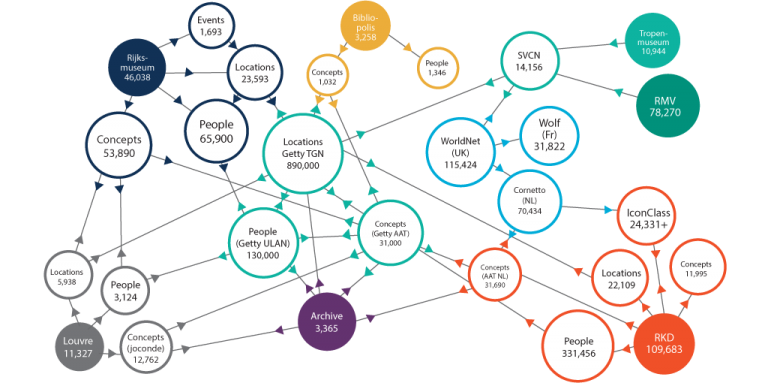 Events
1,693
Rijks-
museum
46,038
Locations
23,593
Biblio-
polis
3,258
Concepts
1,032
People
1,346
SVCN
14,156
Tropen-
museum
10,944
RMV
78,270
Concepts
53,890
People
65,900
Locations
Getty TGN
890,000
WorldNet
(UK)
115,424
Wolf
(Fr)
31,822
Cornetto
(NL)
70,434
IconClass
24,331+
People
(Getty ULAN)
130,000
Concepts
(Getty AAT)
31,000
Locations
5,938
People
3,124
Concepts
(AAT NL)
31,690
Locations
22,109
Concepts
11,995
Louvre
11,327
Concepts
(joconde)
12,762
Archive
3,365
People
331,456
RKD
109,683